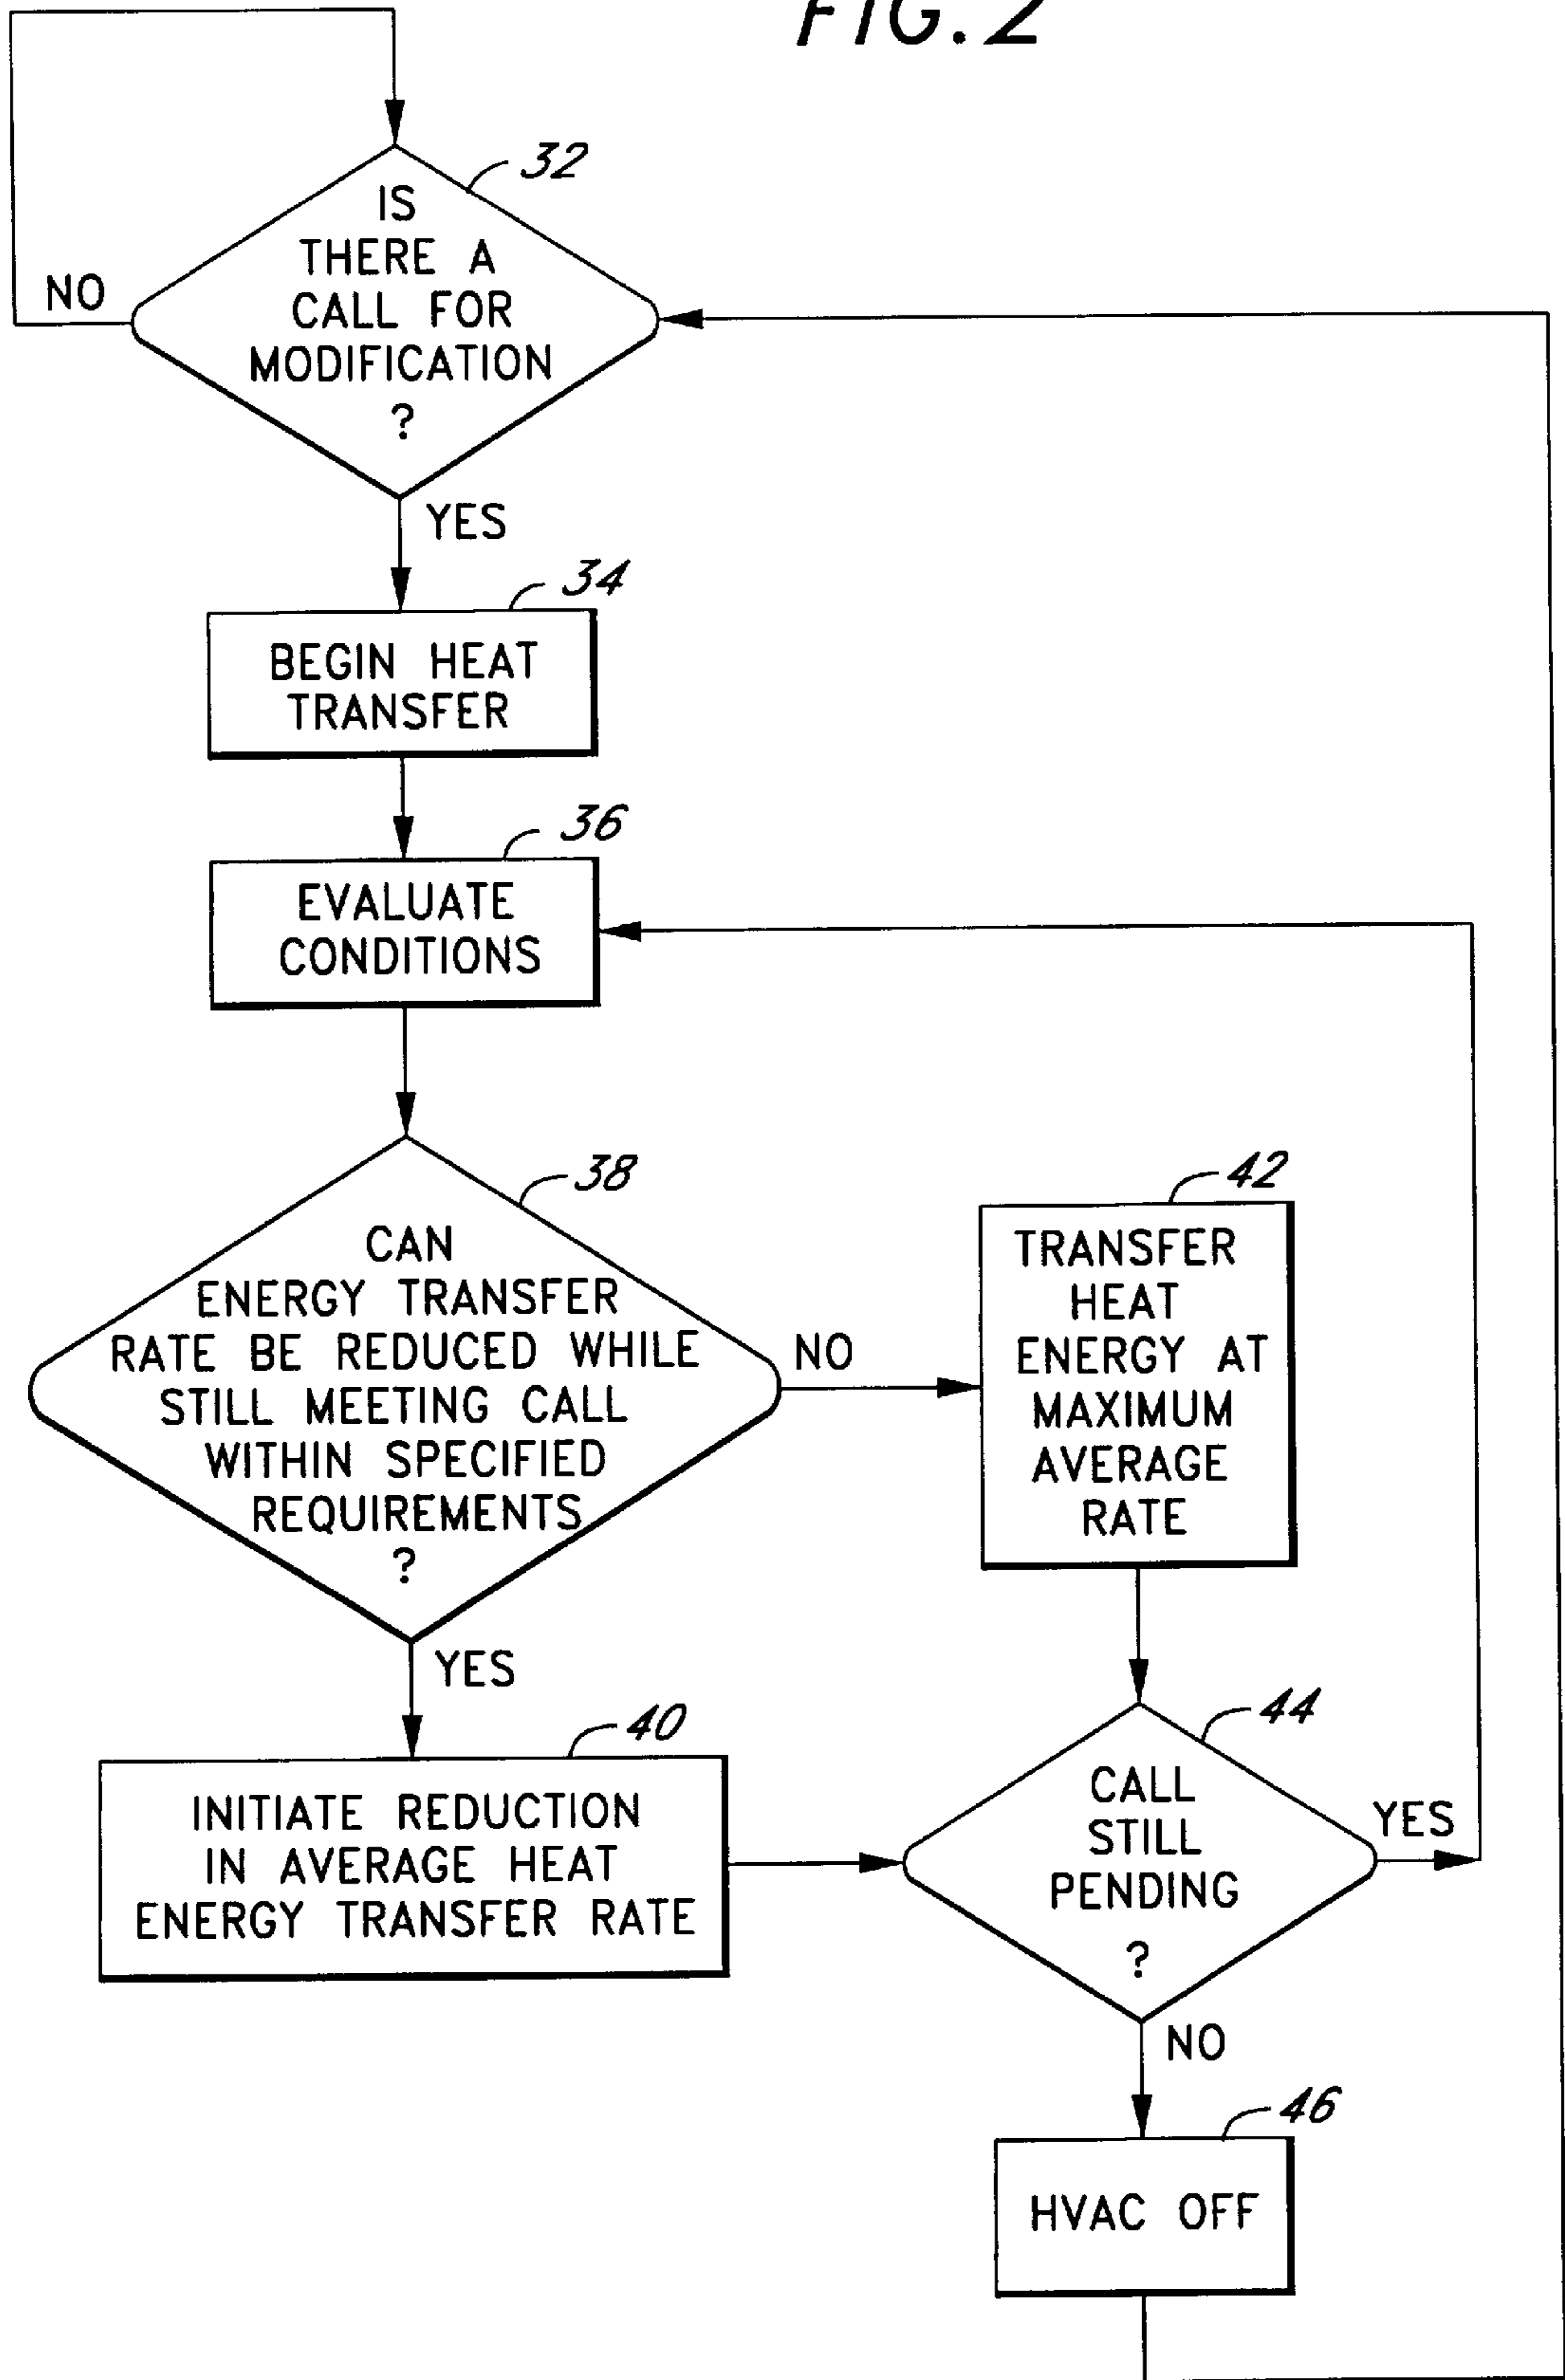 FIG. 2
32
IS
THERE A
CALL FOR
MODIFICATION
?
NO
YES
34
BEGIN HEAT
TRANSFER
36
EVALUATE
CONDITIONS
38
CAN
ENERGY TRANSFER
RATE BE REDUCED WHILE
STILL MEETING CALL
WITHIN SPECIFIED
REQUIREMENTS
?
NO
YES
42
TRANSFER
HEAT
ENERGY AT
MAXIMUM
AVERAGE
RATE
40
INITIATE REDUCTION
IN AVERAGE HEAT
ENERGY TRANSFER RATE
44
CALL
STILL
PENDING
?
YES
NO
46
HVAC OFF